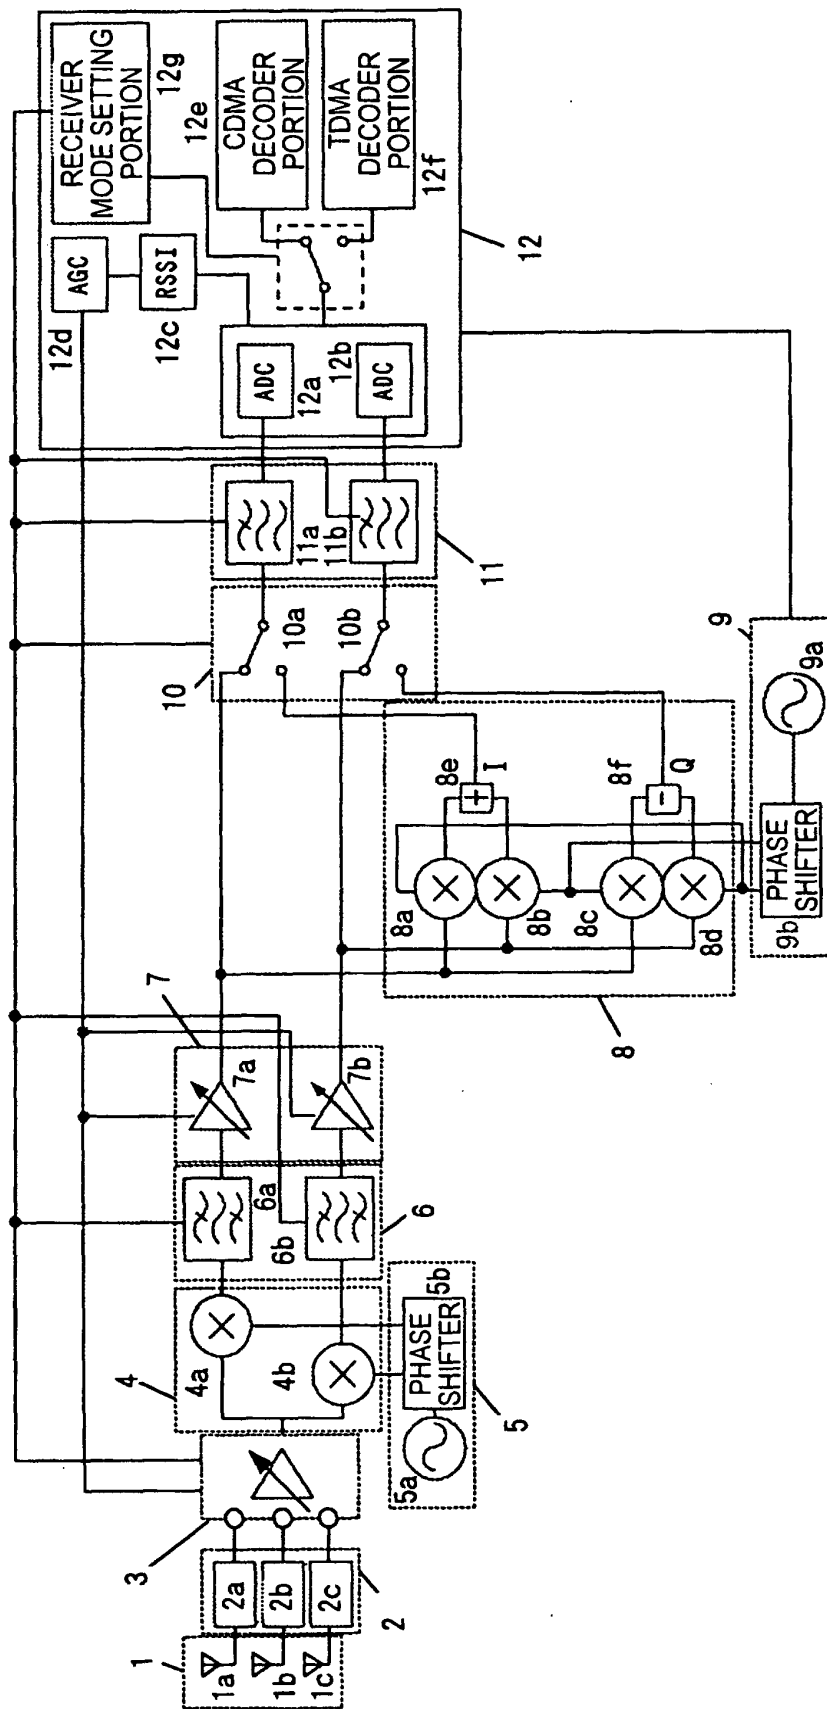 1
1a
1b
1c
2
2a
2b
2c
3
4
4a
4b
5
5a
PHASE
SHIFTER
5b
6
6a
6b
7
7a
7b
8
8a
8b
8c
8d
8e
I
8f
Q
9
9a
PHASE
SHIFTER
9b
10
10a
10b
11
11a
11b
12
ADC
12a
ADC
12b
RSSI
12c
AGC
12d
CDMA
DECODER
PORTION
12e
TDMA
DECODER
PORTION
12f
RECEIVER
MODE SETTING
PORTION
12g